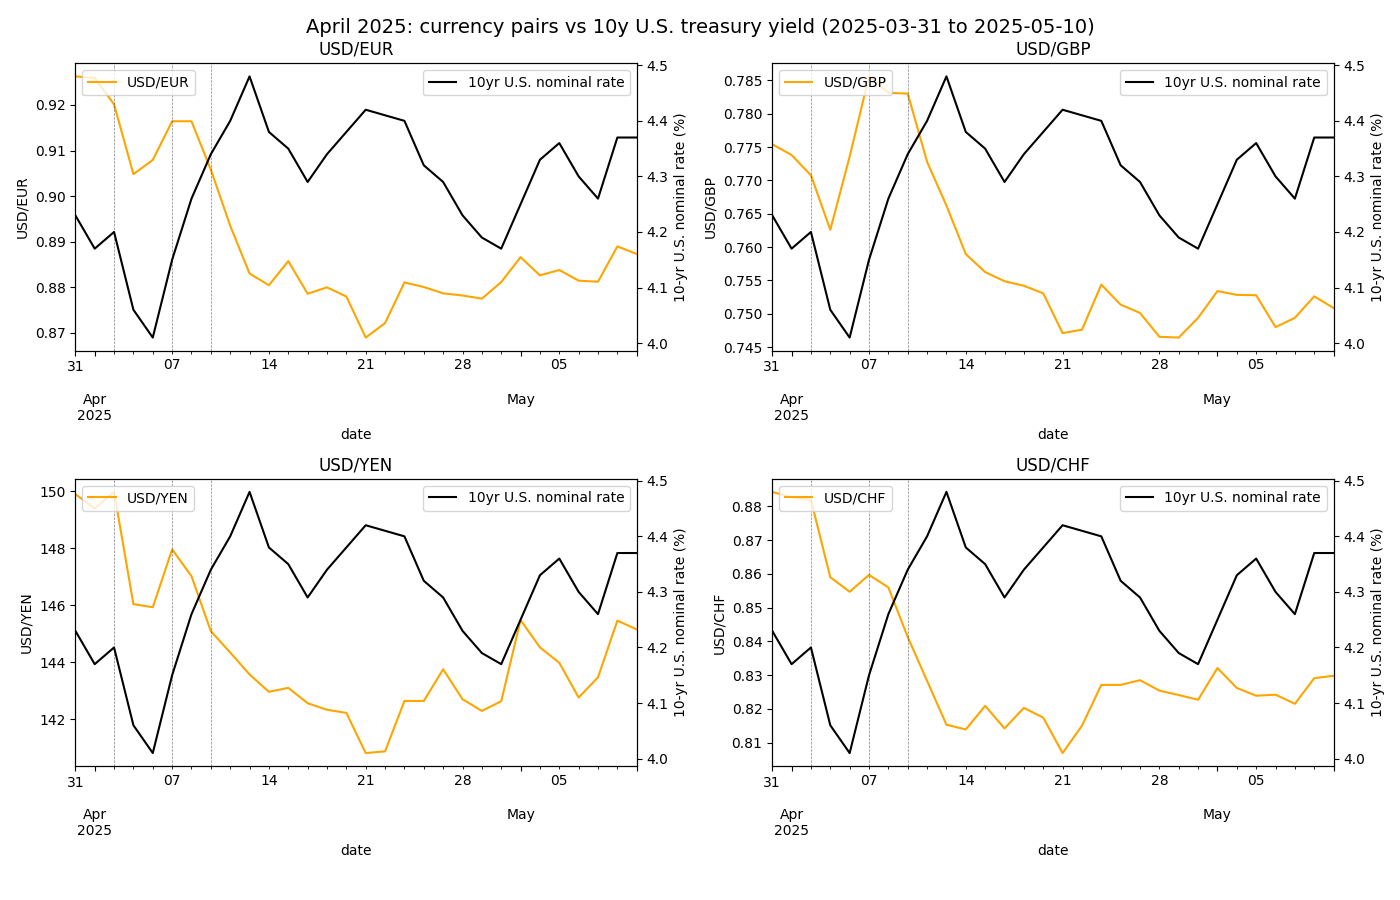 April 2025: currency pairs vs 10y U.S. treasury yield (2025-03-31 to 2025-05-10)
USD/EUR
USD/EUR
10yr U.S. nominal rate
0.92
0.91
0.90
0.89
0.88
0.87
USD/EUR
4.5
4.4
4.3
4.2
4.1
4.0
10-yr U.S. nominal rate (%)
31
07
14
21
28
05
Apr
2025
May
date
USD/GBP
USD/GBP
10yr U.S. nominal rate
0.785
0.780
0.775
0.770
0.765
0.760
0.755
0.750
0.745
USD/GBP
4.5
4.4
4.3
4.2
4.1
4.0
10-yr U.S. nominal rate (%)
31
07
14
21
28
05
Apr
2025
May
date
USD/YEN
USD/YEN
10yr U.S. nominal rate
150
148
146
144
142
USD/YEN
4.5
4.4
4.3
4.2
4.1
4.0
10-yr U.S. nominal rate (%)
31
07
14
21
28
05
Apr
2025
May
date
USD/CHF
USD/CHF
10yr U.S. nominal rate
0.88
0.87
0.86
0.85
0.84
0.83
0.82
0.81
USD/CHF
4.5
4.4
4.3
4.2
4.1
4.0
10-yr U.S. nominal rate (%)
31
07
14
21
28
05
Apr
2025
May
date